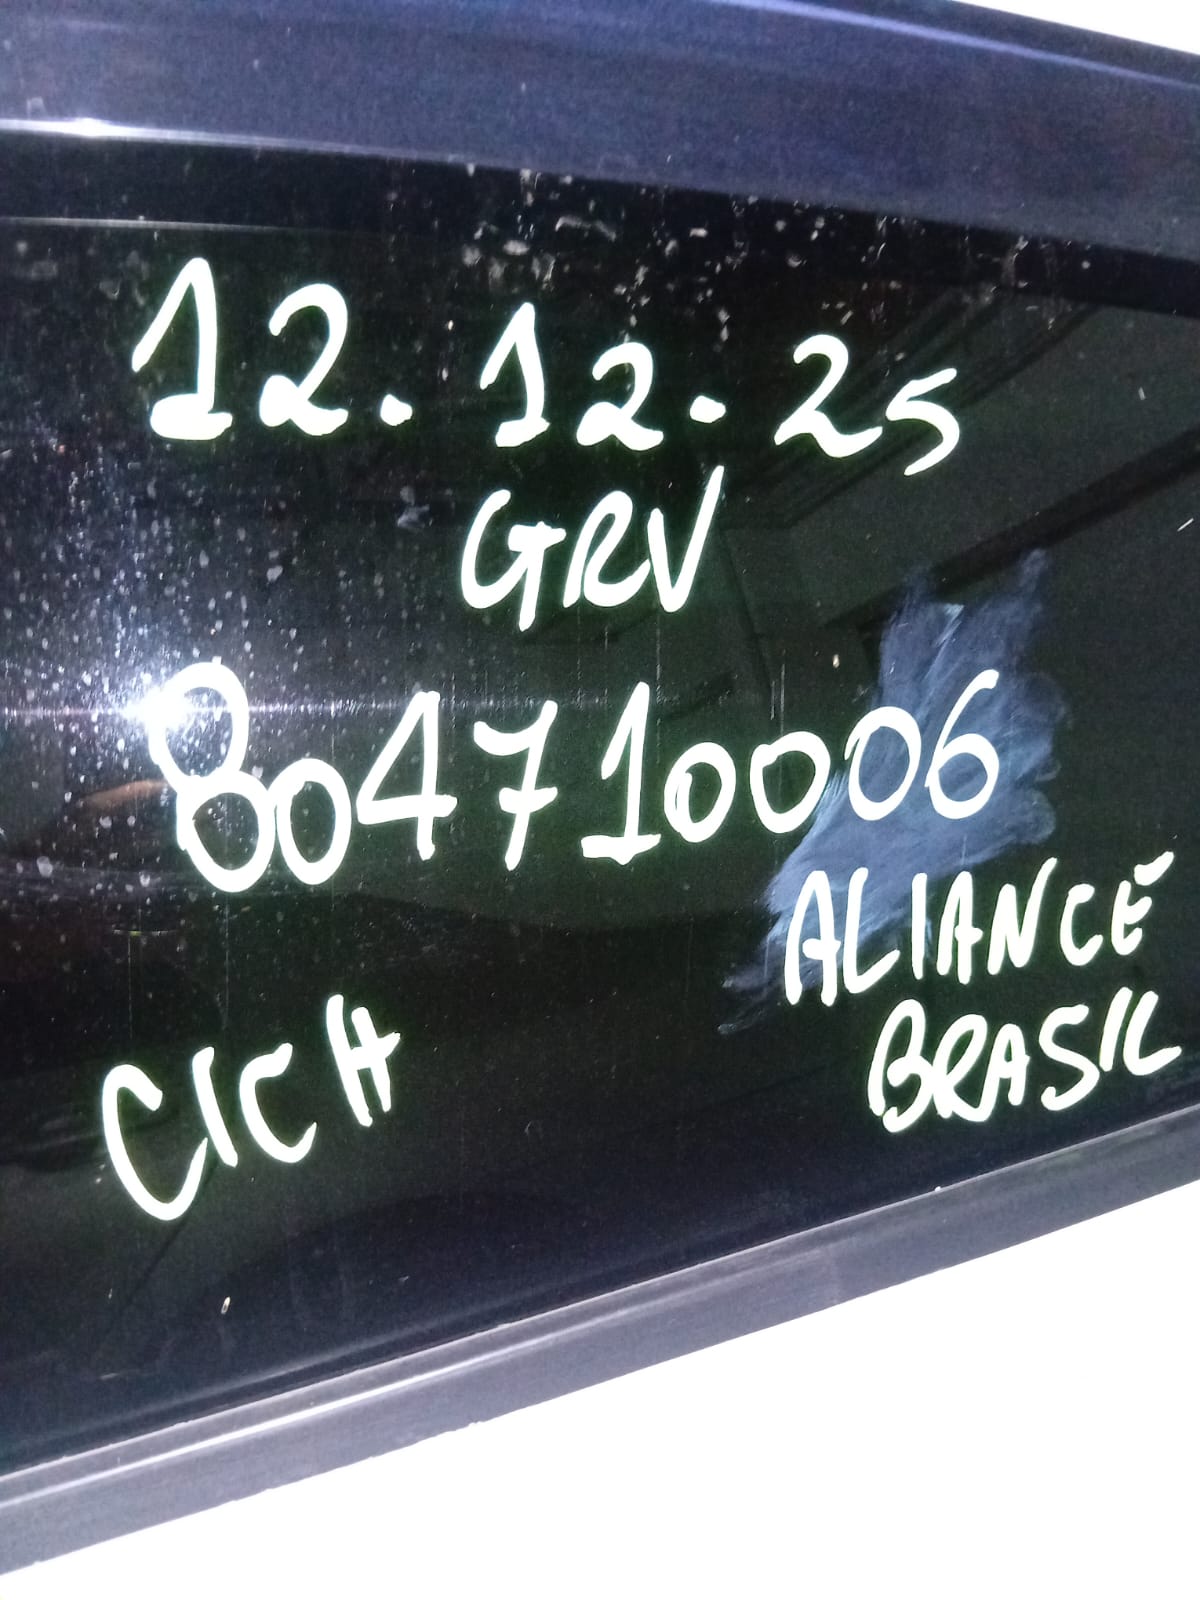 12.12.25
GRV
804710006
ALIANCE
BRASIL
CICH